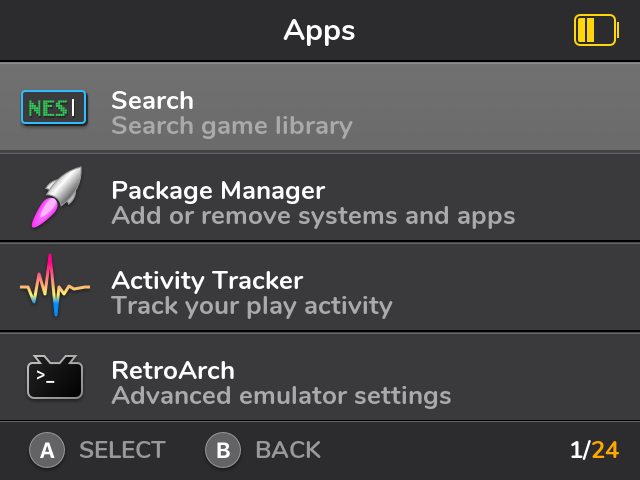 Apps
NES
Search
Search game library
Package Manager
Add or remove systems and apps
Activity Tracker
Track your play activity
>_
RetroArch
Advanced emulator settings
A SELECT B BACK 1/24